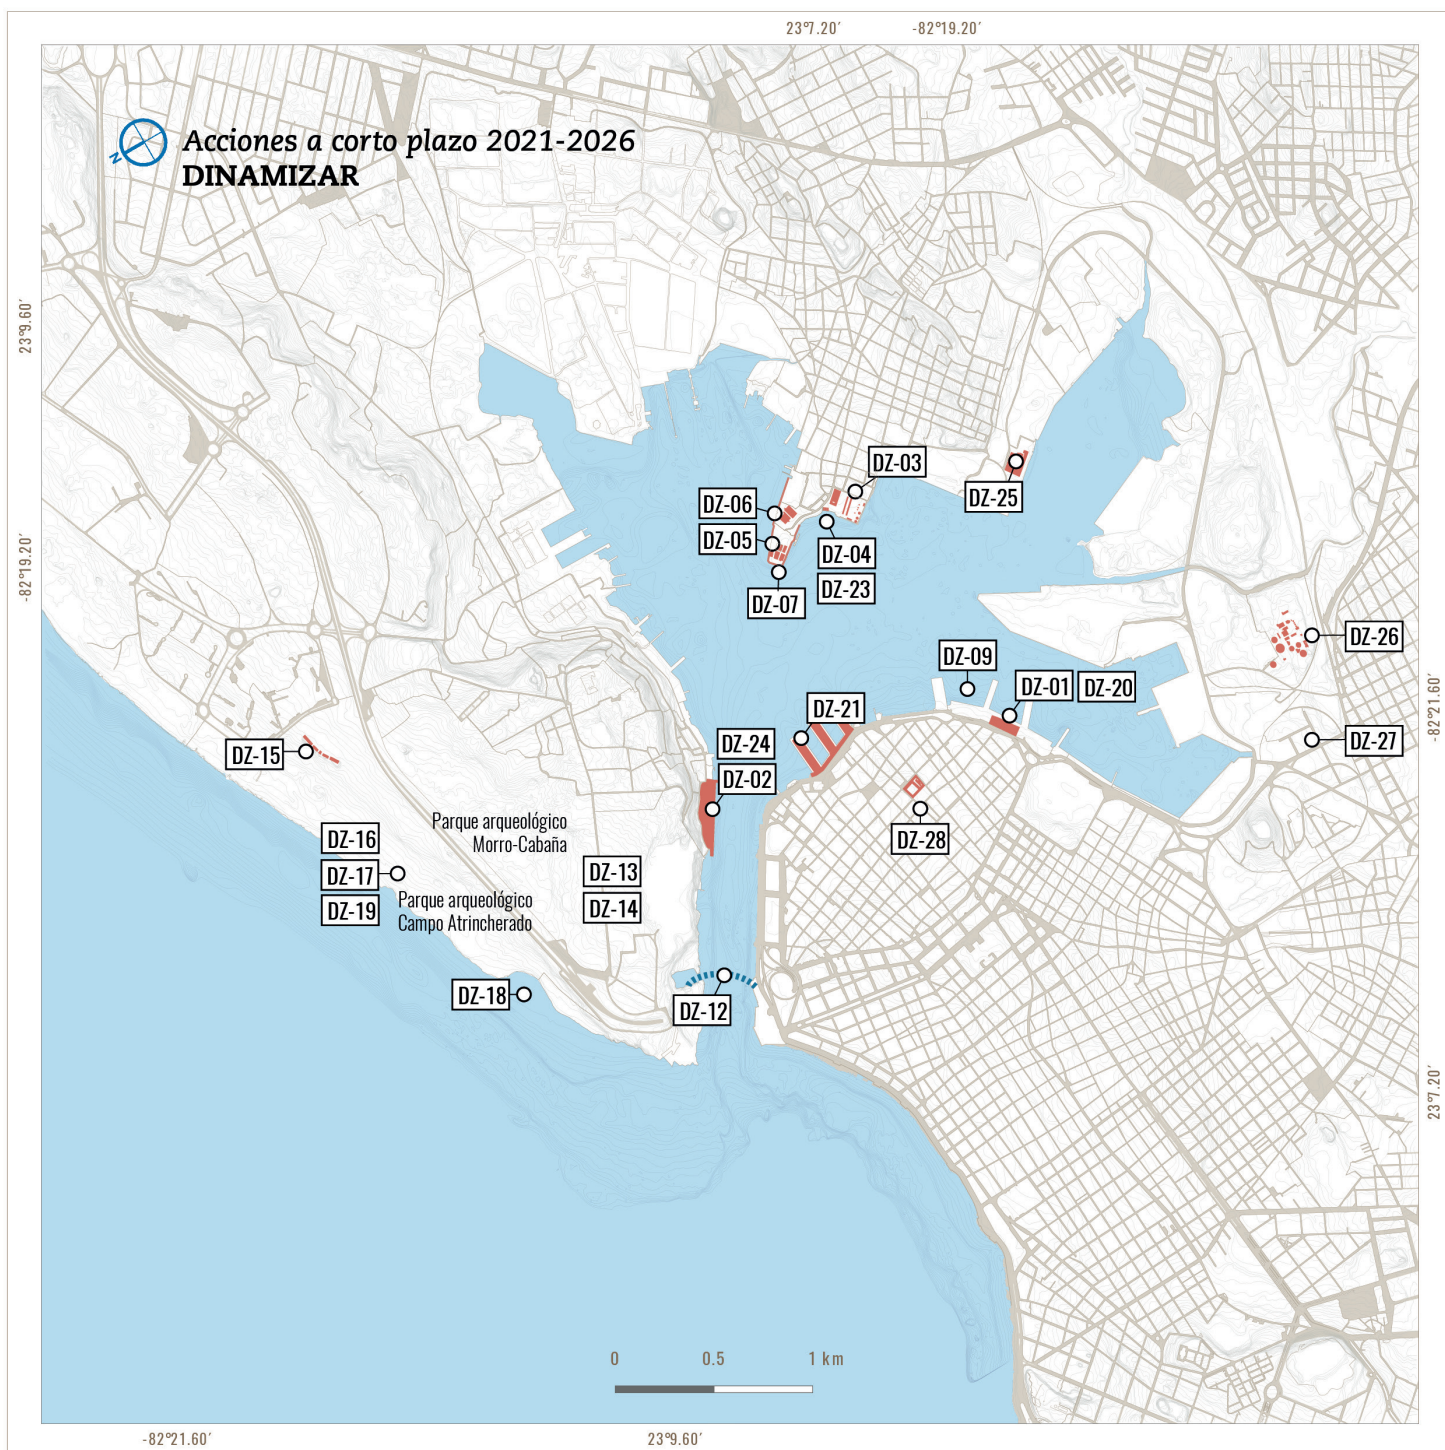 23°7.20′
-82°19.20′
N
Acciones a corto plazo 2021-2026
DINAMIZAR
23°9.60′
-82°19.20′
DZ-03
DZ-06
DZ-25
DZ-05
DZ-04
DZ-23
DZ-07
DZ-26
DZ-09
DZ-01
DZ-20
-82°21.60′
DZ-21
DZ-24
DZ-27
DZ-15
DZ-02
Parque arqueológico
Morro-Cabaña
DZ-16
DZ-28
DZ-17
DZ-13
Parque arqueológico
Campo Atrincherado
DZ-19
DZ-14
DZ-18
DZ-12
23°7.20′
0
0.5
1 km
-82°21.60′
23°9.60′